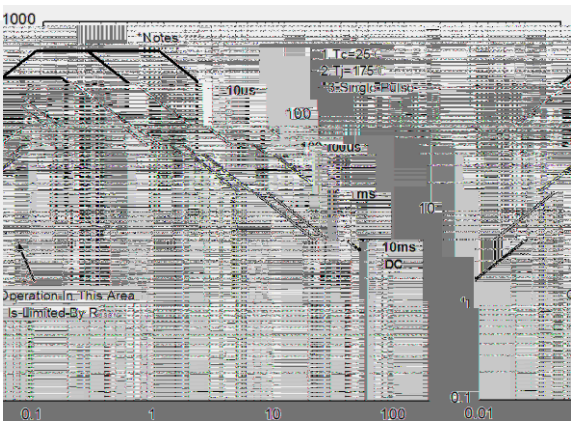 1000
*Notes
1. Tc=25
2. Tj=175
*3. Single Pulse
10us
100
100us
ms
10
10ms
DC
Operation In This Area
Is Limited By R
1
0.1
0.1
1
10
100
0.01